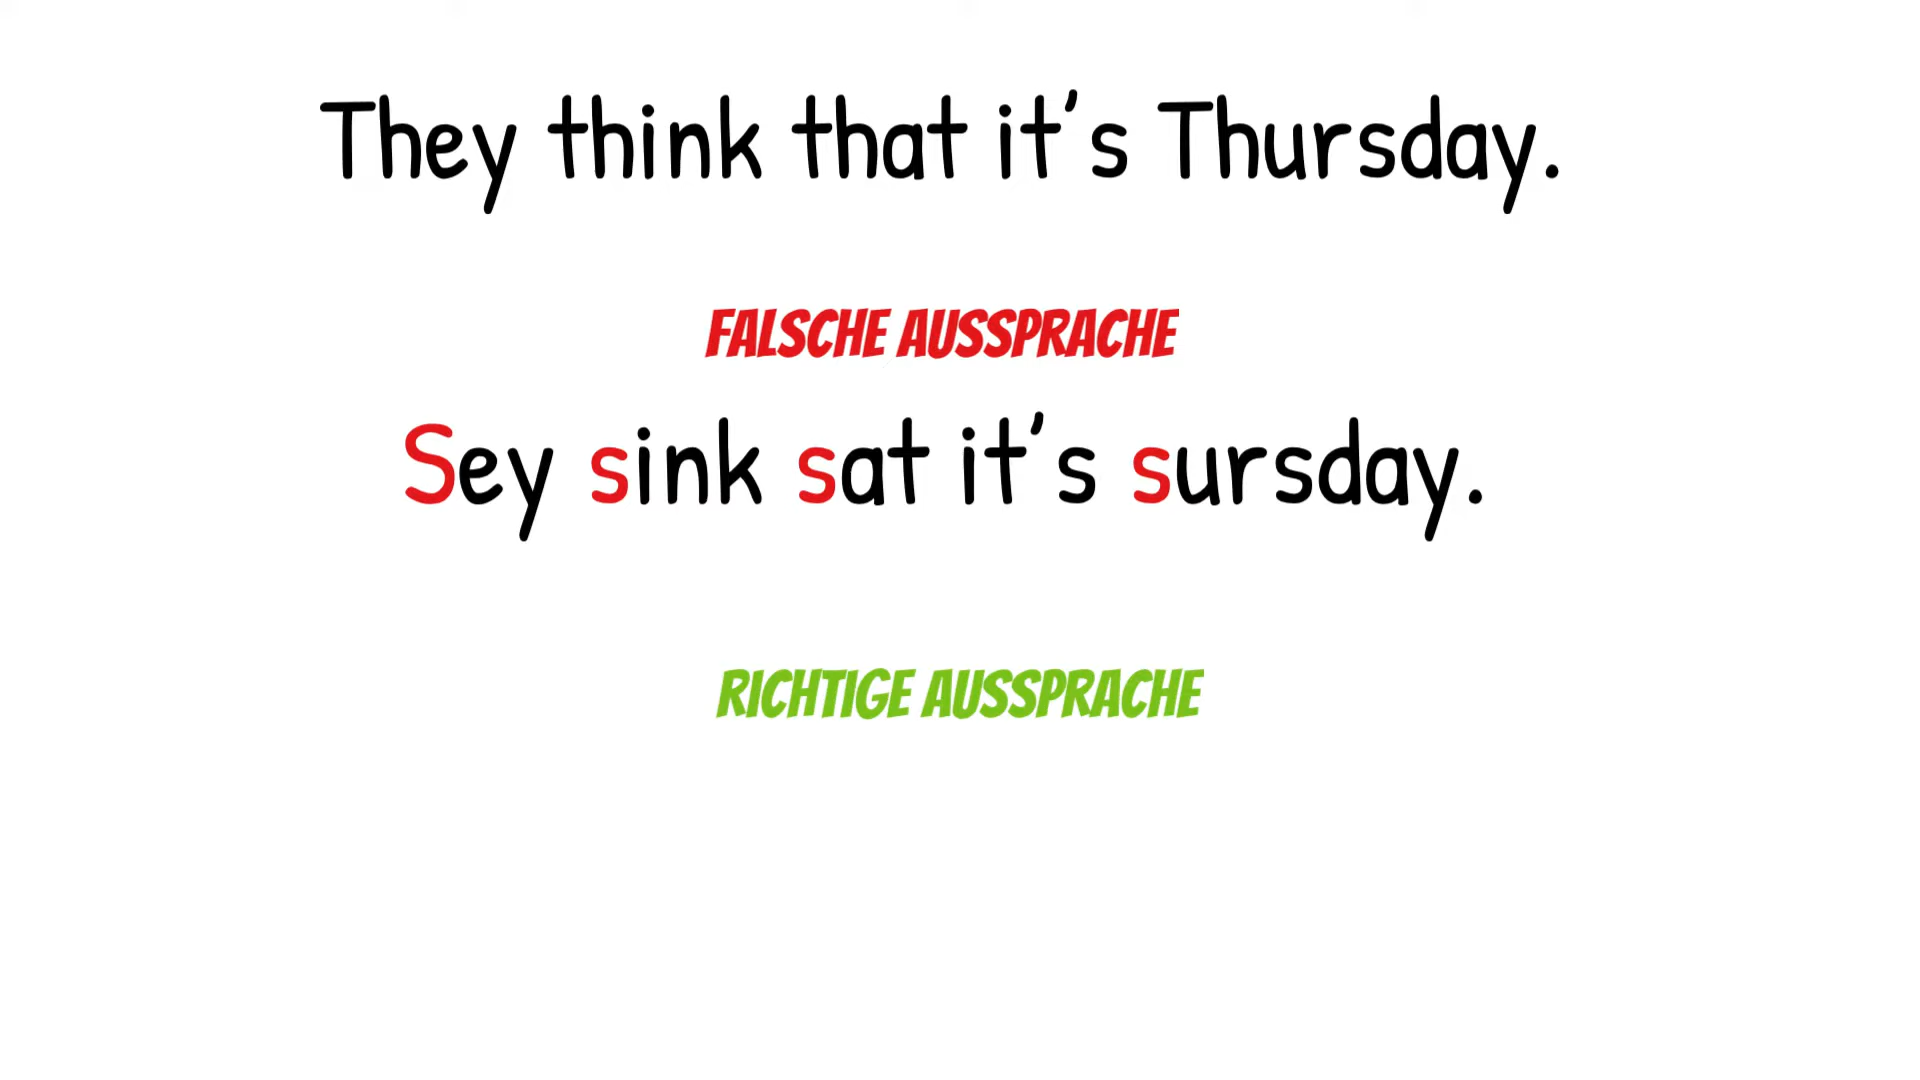 They think that it's Thursday.
FALSCHE AUSSPRACHE
Sey sink sat it's sursday.
RICHTIGE AUSSPRACHE